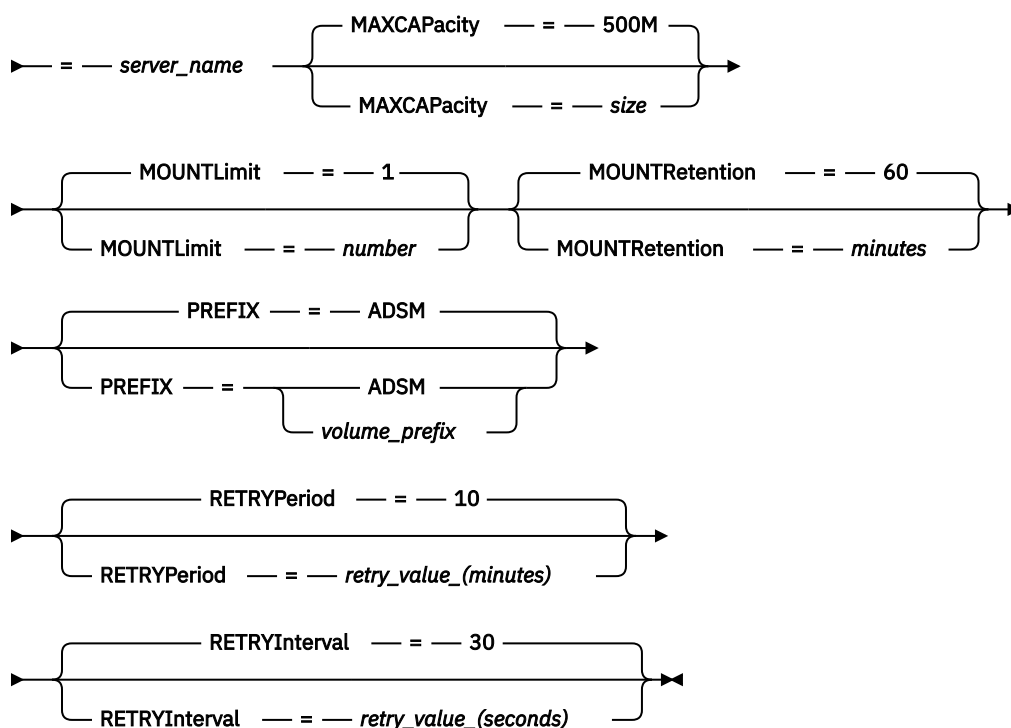 MAXCAPacity = 500M
= server_name
MAXCAPacity = size
MOUNTLimit = 1 MOUNTRetention = 60
MOUNTLimit = number MOUNTRetention = minutes
PREFIX = ADSM
PREFIX = ADSM
volume_prefix
RETRYPeriod = 10
RETRYPeriod = retry_value_(minutes)
RETRYInterval = 30
RETRYInterval = retry_value_(seconds)